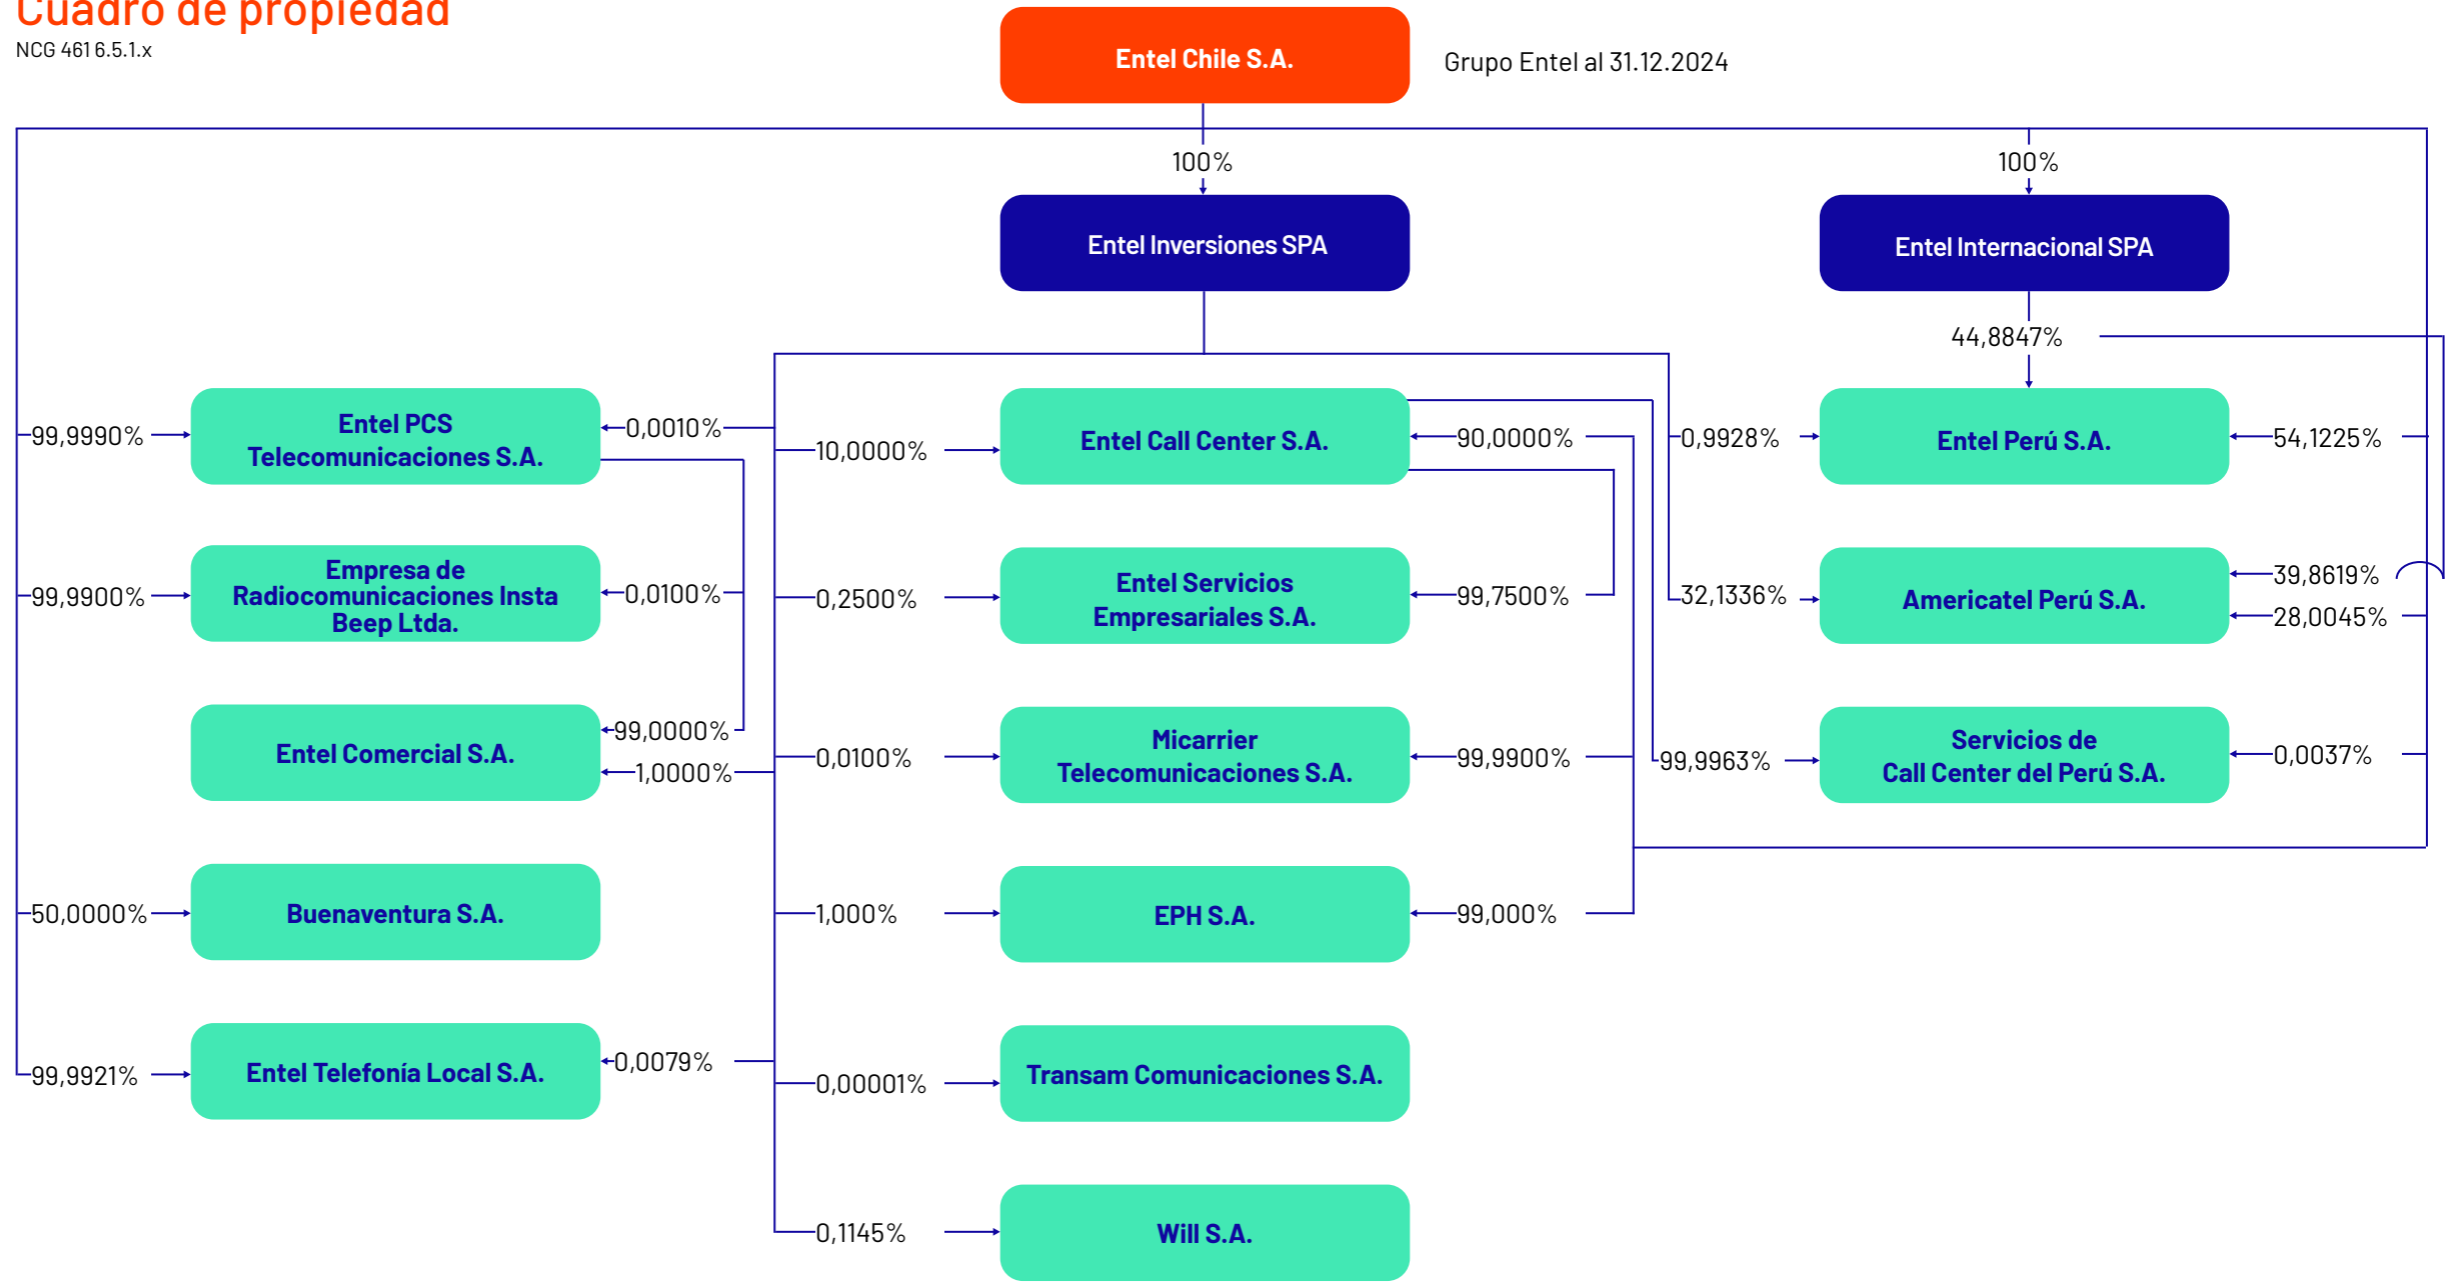 Cuadro de propiedad
NCG 461 6.5.1.x
Entel Chile S.A.
Grupo Entel al 31.12.2024
100%
100%
Entel Inversiones SPA
Entel Internacional SPA
44,8847%
99,9990%
Entel PCS
Telecomunicaciones S.A.
0,0010%
10,0000%
Entel Call Center S.A.
90,0000%
0,9928%
Entel Perú S.A.
54,1225%
99,9900%
Empresa de
Radiocomunicaciones Insta
Beep Ltda.
0,0100%
0,2500%
Entel Servicios
Empresariales S.A.
99,7500%
32,1336%
Americatel Perú S.A.
39,8619%
28,0045%
Entel Comercial S.A.
99,0000%
1,0000%
0,0100%
Micarrier
Telecomunicaciones S.A.
99,9900%
99,9963%
Servicios de
Call Center del Perú S.A.
0,0037%
50,0000%
Buenaventura S.A.
1,000%
EPH S.A.
99,000%
99,9921%
Entel Telefonía Local S.A.
0,0079%
0,00001%
Transam Comunicaciones S.A.
0,1145%
Will S.A.